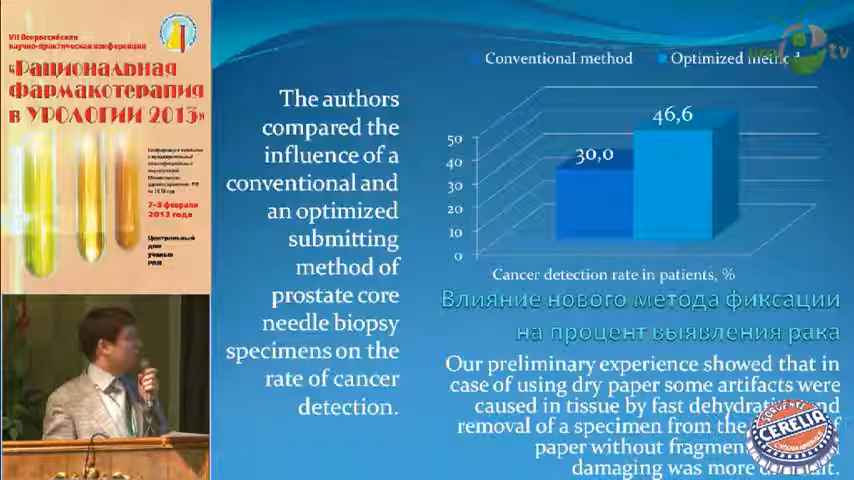 VII Всероссийская
научно-практическая конференция
«Рациональная
фармакотерапия
в УРОЛОГИИ 2013»
7-8 февраля
2013 года
Центральный
дом
ученых
РАН
The authors
compared the
influence of a
conventional and
an optimized
submitting
method of
prostate core
needle biopsy
specimens on the
rate of cancer
detection.
Conventional method
Optimized method
tv
46,6
30,0
50
40
30
20
10
0
Cancer detection rate in patients, %
Влияние нового метода фиксации
на процент выявления рака
Our preliminary experience showed that in
case of using dry paper some artifacts were
caused in tissue by fast
removal of a specimen from the
paper without
damaging was more
CERELIA